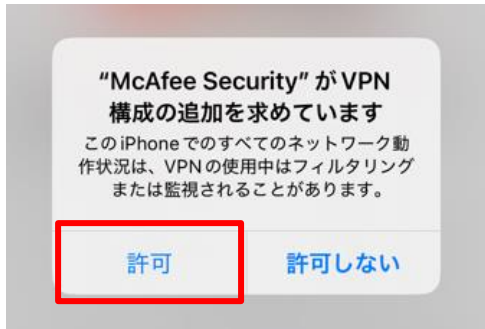 “McAfee Security” が VPN
構成の追加を求めています
この iPhone でのすべてのネットワーク動
作状況は、VPN の使用中はフィルタリング
または監視されることがあります。
許可
許可しない